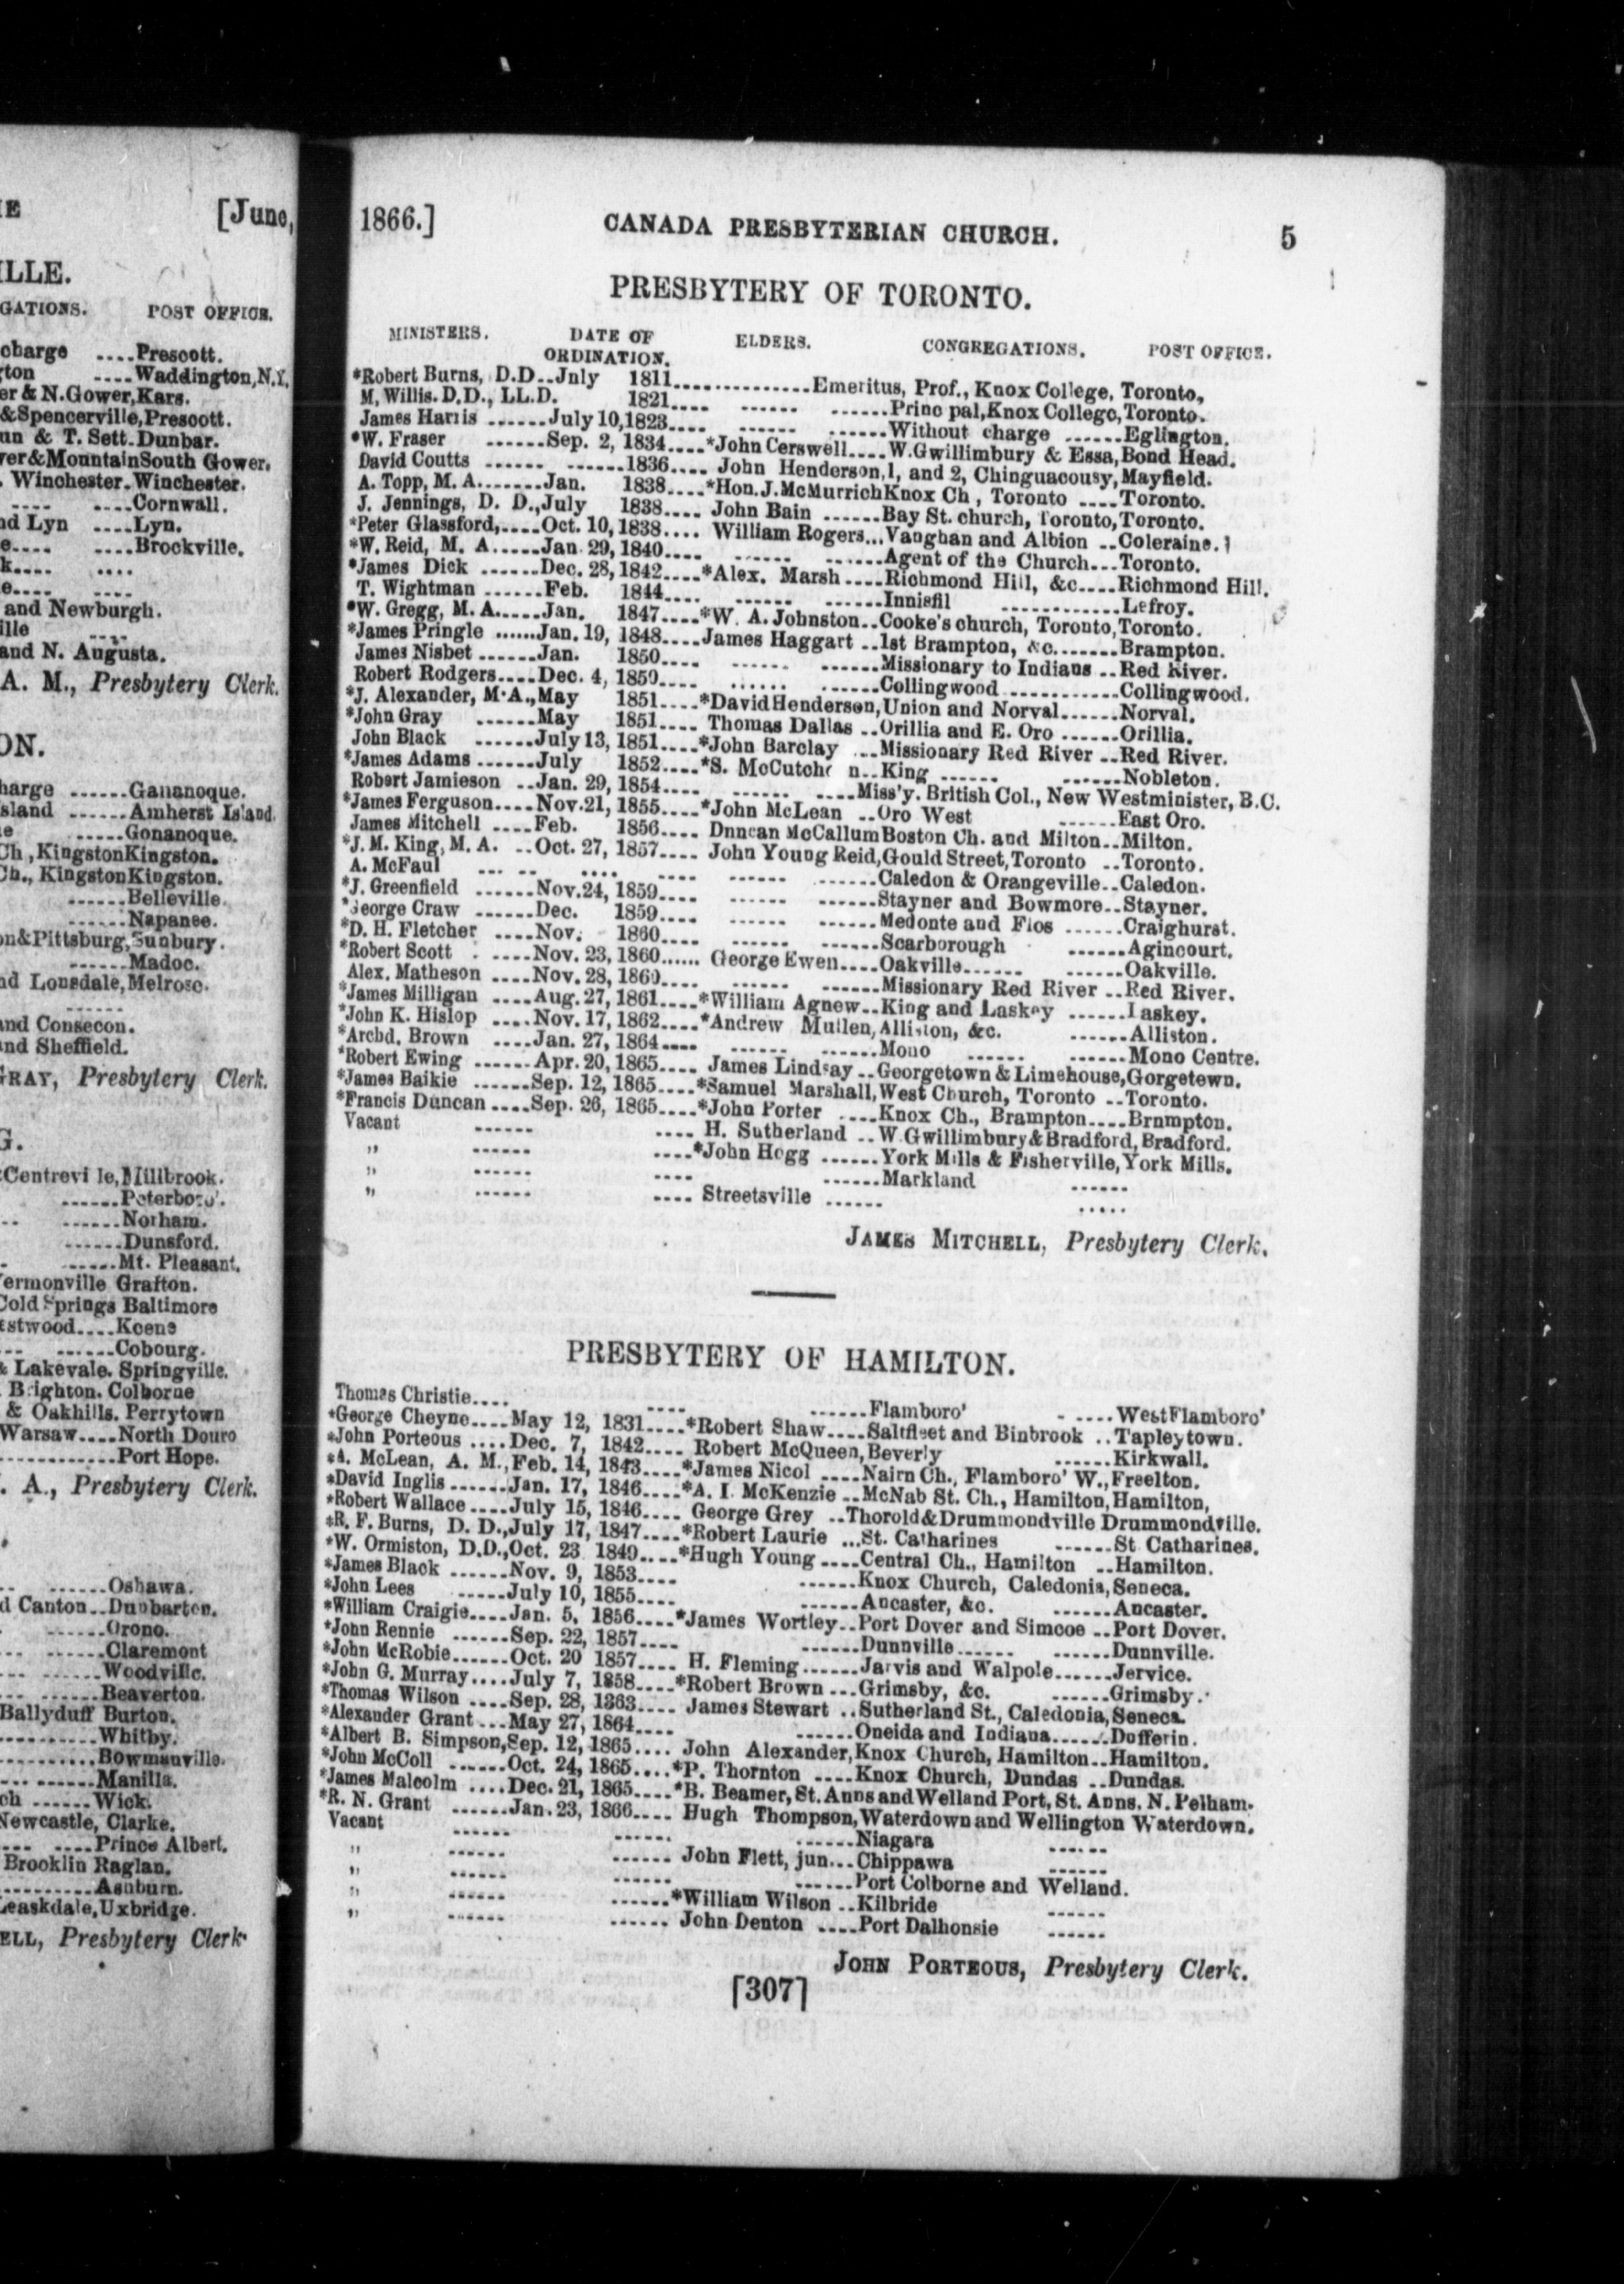 IE [June,
ILLE.
GATIONS. POST OFFICE.
charge ....Prescott.
gton ....Waddington,N.Y.
er & N.Gower,Kars.
&Spencerville,Prescott.
un & T. Sett.Dunbar.
wer&MountainSouth Gower.
. Winchester.Winchester.
.... ....Cornwall.
nd Lyn ....Lyn.
e.... ....Brockville.
k.... ....
e.... ....
and Newburgh.
ille ....
and N. Augusta.
A. M., Presbytery Clerk.
ON.
harge ......Gananoque.
sland ......Amherst Island.
e .....Gonanoque.
Ch ,KingstonKingston.
Ch., KingstonKingston.
......Belleville.
......Napanee.
on&Pittsburg,Sunbury.
......Madoc.
nd Lonsdale,Melrose.
......
and Consecon.
and Sheffield.
GRAY, Presbytery Clerk.
G.
Centrevi le,Millbrook.
......Peterboro'.
.. ......Norham.
......Dunsford.
- ......Mt. Pleasant.
Vermonville Grafton.
Cold Springs Baltimore
stwood....Keene
... ......Cobourg.
& Lakevale. Springville.
. Brighton. Colborne
& Oakhills. Perrytown
Warsaw....North Douro
............Port Hope.
. A., Presbytery Clerk.
.. ......Oshawa.
d Canton..Dunbarton.
. ......Orono.
... ......Claremont
... ......Woodville.
... ......Beaverton.
Ballyduff Burton.
..........Whitby.
..........Bowmanville.
... ......Manilla.
ch ......Wick.
Newcastle, Clarke.
.... ....Prince Albert.
Brooklin Raglan.
..........Ashburn.
Leaskdale,Uxbridge.
ELL, Presbytery Clerk.
1866.] CANADA PRESBYTERIAN CHURCH. 5
PRESBYTERY OF TORONTO.
MINISTERS. DATE OF ORDINATION. ELDERS. CONGREGATIONS. POST OFFICE.
*Robert Burns, D.D..Jnly 1811..............Emeritus, Prof., Knox College, Toronto,
M, Willis. D.D., LL.D. 1821.... ...... ......Princ pal,Knox College,Toronto.
James Harris ......July 10,1823.... ...... ......Without charge ......Eglington.
*W. Fraser ......Sep. 2, 1834....*John Cerswell....W.Gwillimbury & Essa,Bond Head.
David Coutts ...... ......1836.... John Henderson,1, and 2, Chinguacousy, Mayfield.
A. Topp, M. A.......Jan. 1838....*Hon. J.McMurrichKnox Ch , Toronto ....Toronto.
J. Jennings, D. D.,July 1838.... John Bain ......Bay St. church, Toronto,Toronto.
*Peter Glassford,....Oct. 10,1838.... William Rogers...Vaughan and Albion ..Coleraine.
*W. Reid, M. A.....Jan. 29, 1840.... ...... ......Agent of the Church...Toronto.
*James Dick ......Dec. 28, 1842....*Alex. Marsh ....Richmond Hill, &c....Richmond Hill.
T. Wightman ......Feb. 1844.... ...... ......Innisfil ............Lefroy.
*W. Gregg, M. A.....Jan. 1847....*W. A. Johnston..Cooke's church, Toronto,Toronto.
*James Pringle ......Jan. 19, 1848....James Haggart ..1st Brampton, &c.......Brampton.
James Nisbet ......Jan. 1850.... ...... ......Missionary to Indians ..Red River.
Robert Rodgers....Dec. 4, 1850.... ...... ......Collingwood ...........Collingwood.
*J. Alexander, M.A.,May 1851....*DavidHenderson,Union and Norval......Norval.
*John Gray ......May 1851.... Thomas Dallas ..Orillia and E. Oro ......Orillia.
John Black ......July 13, 1851....*John Barclay ...Missionary Red River ..Red River.
*James Adams ......July 1852....*S. McCutche n..King ...... ......Nobleton.
Robert Jamieson ..Jan. 29, 1854.... ...... ....Miss'y. British Col., New Westminister, B.C.
*James Ferguson....Nov.21, 1855....*John McLean ..Oro West ......East Oro.
James Mitchell ....Feb. 1856.... Dnncan McCallumBoston Ch. and Milton..Milton.
*J. M. King, M. A. ..Oct. 27, 1857.... John Young Reid,Gould Street,Toronto ..Toronto.
A. McFaul ... .. .... .... ...... ......Caledon & Orangeville..Caledon.
*J. Greenfield ......Nov.24, 1859.... ...... ......Stayner and Bowmore..Stayner.
*George Craw ......Dec. 1859.... ...... ......Medonte and Flos ......Craighurst.
*D. H. Fletcher ....Nov. 1860.... ...... ......Scarborough ......Agincourt.
*Robert Scott . ....Nov. 23, 1860...... George Ewen....Oakville...... ......Oakville.
Alex. Matheson ....Nov. 28, 1860.... ...... ......Missionary Red River ..Red River.
*James Milligan ....Aug. 27, 1861....*William Agnew..King and Laskey ......Laskey.
*John K. Hislop ....Nov. 17, 1862....*Andrew Mullen,Alliston, &c. ......Alliston.
*Archd. Brown ....Jan. 27, 1864.... ...... ......Mono ...... ......Mono Centre.
*Robert Ewing ......Apr. 20, 1865.... James Lindsay ..Georgetown & Limehouse,Gorgetewn.
*James Baikie ......Sep. 12, 1865....*Samuel Marshall,West Church, Toronto ..Toronto.
*Francis Duncan ....Sep. 26, 1865....*John Porter ....Knox Ch., Brampton....Brampton.
Vacant ...... .... H. Sutherland ..W Gwillimbury & Bradford, Bradford.
,, ...... ....*John Hogg ......York Mills & Fisherville, York Mills.
,, ...... .... ......Markland ......
,, ...... .... Streetsville ...... .....
JAMES MITCHELL, Presbytery Clerk.
PRESBYTERY OF HAMILTON.
Thomas Christie.... .... ......Flamboro' - ....WestFlamboro'
*George Cheyne....May 12, 1831....*Robert Shaw....Saltfleet and Binbrook ..Tapleytown.
*John Porteous ....Dec. 7, 1842.... Robert McQueen,Beverly ......Kirkwall.
*A. McLean, A. M.,Feb. 14, 1843....*James Nicol ....Nairn Ch., Flamboro' W.,Freelton.
*David Inglis ......Jan. 17, 1846....*A. I. McKenzie ..McNab St. Ch., Hamilton,Hamilton,
*Robert Wallace....July 15, 1846.... George Grey ..Thorold&Drummondville Drummondville.
*R. F. Burns, D. D.,July 17, 1847....*Robert Laurie ...St. Catharines ......St Catharines.
*W. Ormiston, D.D.,Oct. 23 1849....*Hugh Young ....Central Ch., Hamilton ..Hamilton.
*James Black ......Nov. 9, 1853.... ......Knox Church, Caledonia,Seneca.
*John Lees .....July 10, 1855.... ......Ancaster, &c. ......Ancaster.
*William Craigie....Jan. 5, 1856....*James Wortley..Port Dover and Simcoe ..Port Dover.
*John Rennie ......Sep. 22, 1857.... ......Dunnville...... ......Dunnville.
*John McRobie......Oct. 20 1857.... H. Fleming......Jarvis and Walpole......Jervice.
*John G. Murray....July 7, 1858....*Robert Brown ...Grimsby, &c. ......Grimsby.
*Thomas Wilson ....Sep. 28, 1863.... James Stewart ..Sutherland St., Caledonia, Seneca.
*Alexander Grant ...May 27, 1864.... ......Oneida and Indiana......Dufferin.
*Albert B. Simpson,Sep. 12, 1865.... John Alexander,Knox Church, Hamilton..Hamilton.
*John McColl ......Oct. 24, 1865....*P. Thornton ....Knox Church, Dundas ..Dundas.
*James Malcolm ....Dec. 21, 1865....*B. Beamer, St. Anns and Welland Port, St. Anns. N. Pelham.
*R. N. Grant ......Jan. 23, 1866.... Hugh Thompson,Waterdown and Wellington Waterdown.
Vacant ...... ...... ......Niagara ......
,, ...... ...... John Flett, jun...Chippawa ......
,, ...... ...... ......Port Colborne and Welland.
,, ...... ......*William Wilson ..Kilbride ......
,, ...... ...... John Denton ....Port Dalhonsie ......
JOHN PORTEOUS, Presbytery Clerk.
[307]